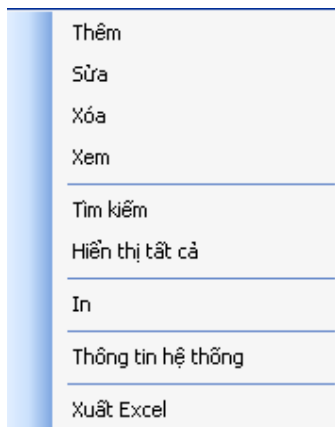 Thêm
Sửa
Xóa
Xem
Tìm kiếm
Hiển thị tất cả
In
Thông tin hệ thống
Xuất Excel